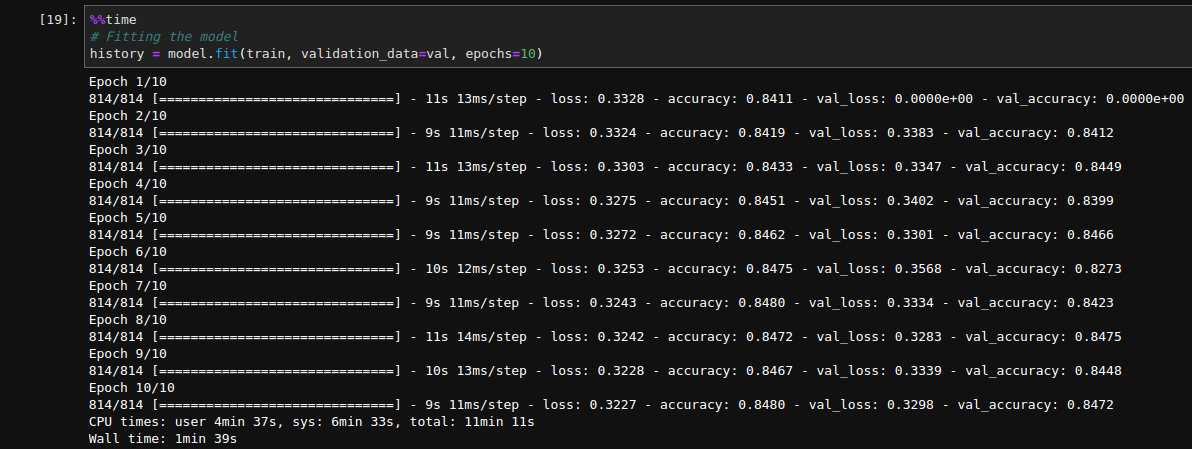 [19]: %%time
# Fitting the model
history = model.fit(train, validation_data=val, epochs=10)
Epoch 1/10
814/814 [==============================] - 11s 13ms/step - loss: 0.3328 - accuracy: 0.8411 - val_loss: 0.0000e+00 - val_accuracy: 0.0000e+00
Epoch 2/10
814/814 [==============================] - 9s 11ms/step - loss: 0.3324 - accuracy: 0.8419 - val_loss: 0.3383 - val_accuracy: 0.8412
Epoch 3/10
814/814 [==============================] - 11s 13ms/step - loss: 0.3303 - accuracy: 0.8433 - val_loss: 0.3347 - val_accuracy: 0.8449
Epoch 4/10
814/814 [==============================] - 9s 11ms/step - loss: 0.3275 - accuracy: 0.8451 - val_loss: 0.3402 - val_accuracy: 0.8399
Epoch 5/10
814/814 [==============================] - 9s 11ms/step - loss: 0.3272 - accuracy: 0.8462 - val_loss: 0.3301 - val_accuracy: 0.8466
Epoch 6/10
814/814 [==============================] - 10s 12ms/step - loss: 0.3253 - accuracy: 0.8475 - val_loss: 0.3568 - val_accuracy: 0.8273
Epoch 7/10
814/814 [==============================] - 9s 11ms/step - loss: 0.3243 - accuracy: 0.8480 - val_loss: 0.3334 - val_accuracy: 0.8423
Epoch 8/10
814/814 [==============================] - 11s 14ms/step - loss: 0.3242 - accuracy: 0.8472 - val_loss: 0.3283 - val_accuracy: 0.8475
Epoch 9/10
814/814 [==============================] - 10s 13ms/step - loss: 0.3228 - accuracy: 0.8467 - val_loss: 0.3339 - val_accuracy: 0.8448
Epoch 10/10
814/814 [==============================] - 9s 11ms/step - loss: 0.3227 - accuracy: 0.8480 - val_loss: 0.3298 - val_accuracy: 0.8472
CPU times: user 4min 37s, sys: 6min 33s, total: 11min 11s
Wall time: 1min 39s